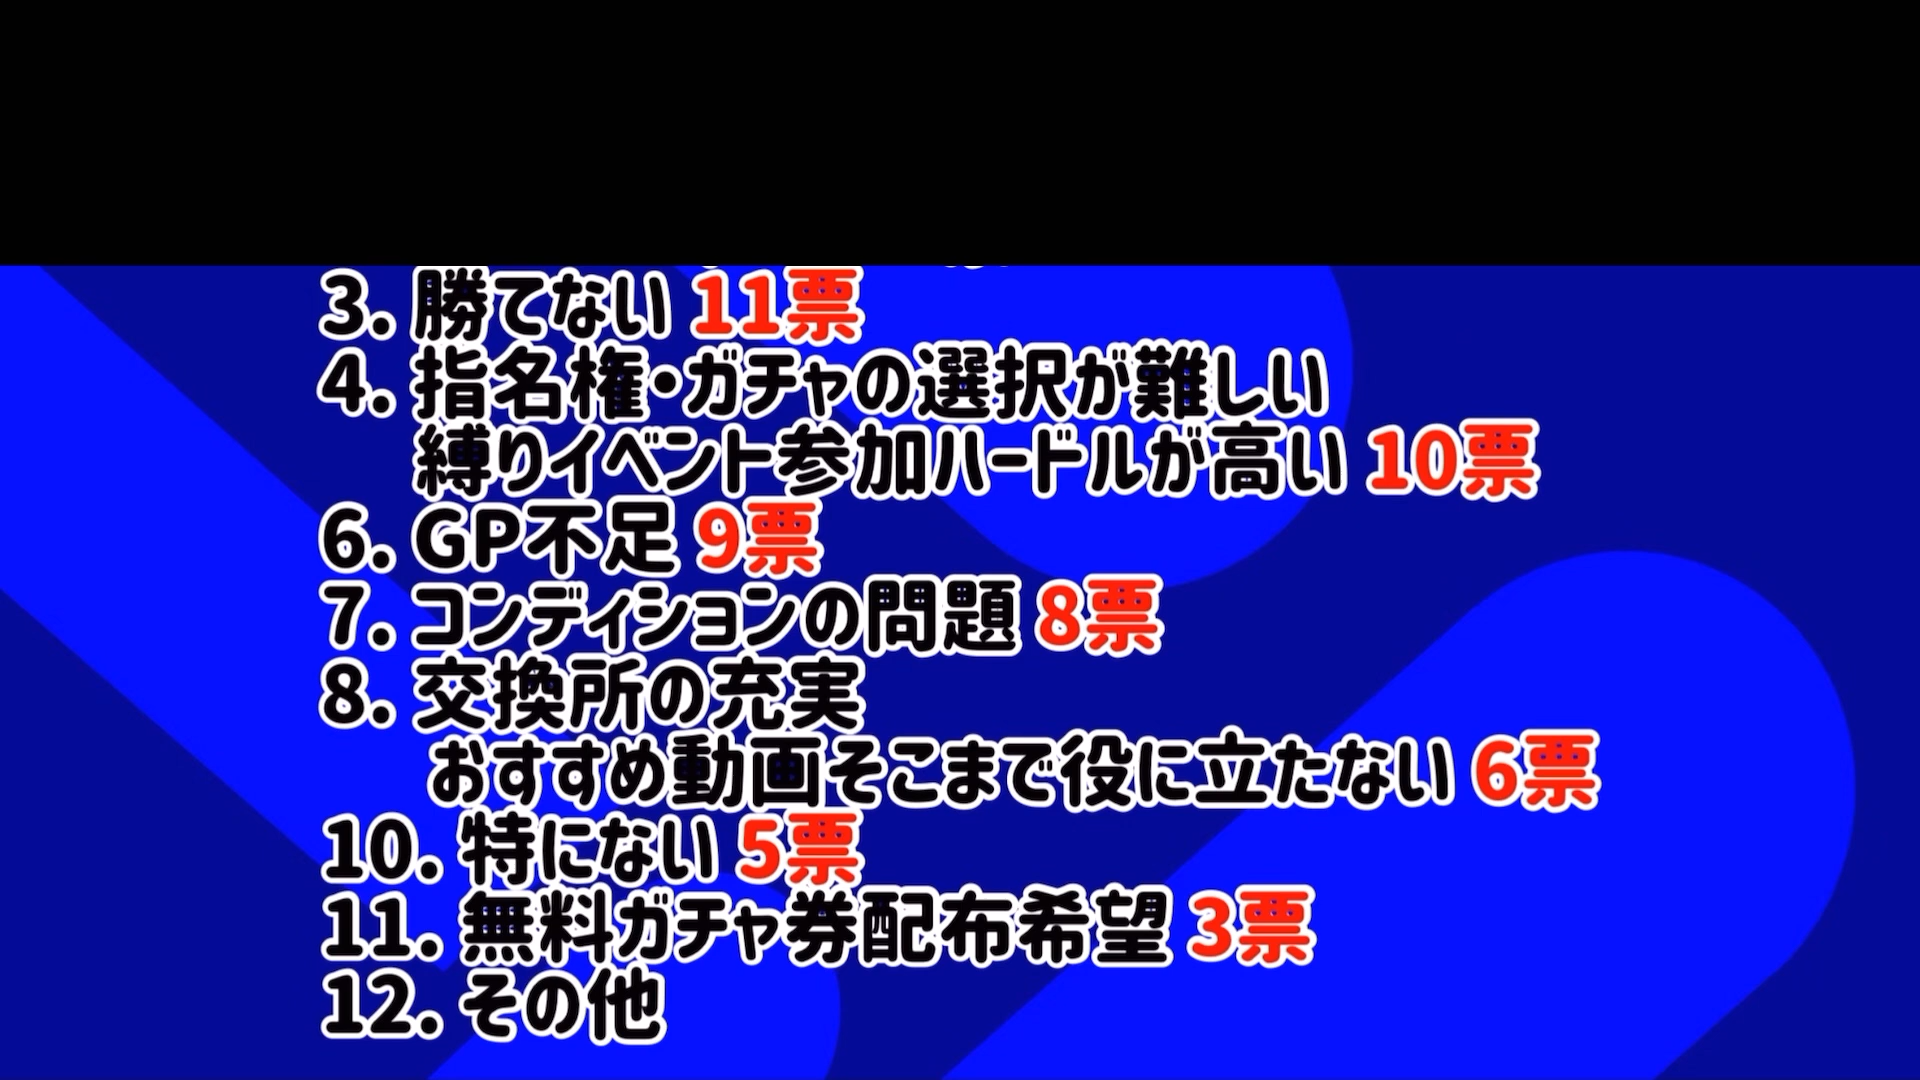 3. 勝てない 11票
4. 指名権・ガチャの選択が難しい
縛りイベント参加ハードルが高い 10票
6. GP不足 9票
7. コンディションの問題 8票
8. 交換所の充実
おすすめ動画そこまで役に立たない 6票
10. 特にない 5票
11. 無料ガチャ券配布希望 3票
12. その他